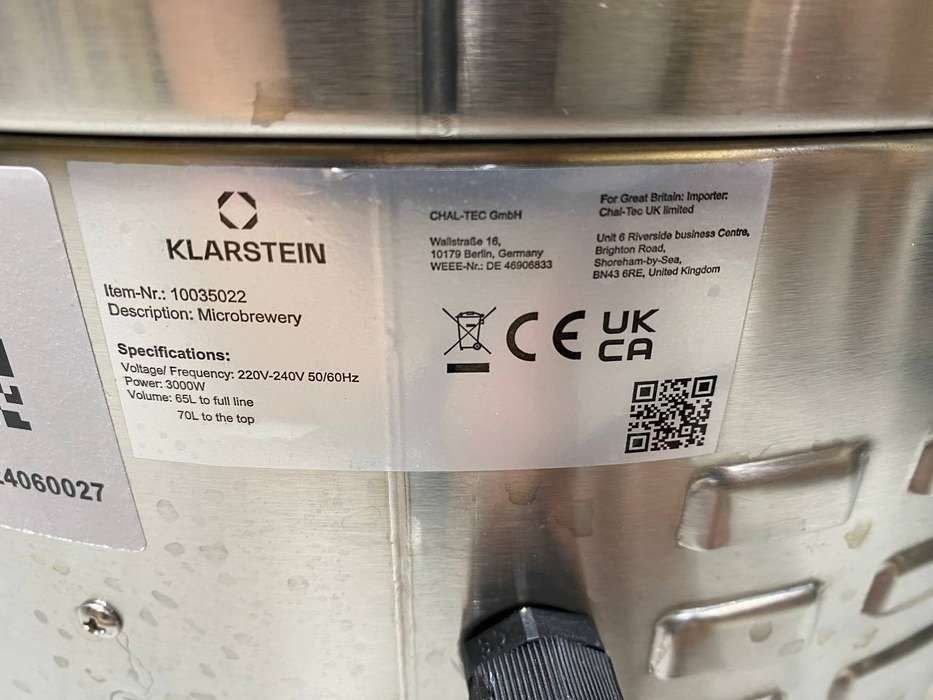 KLARSTEIN
Item-Nr.: 10035022
Description: Microbrewery
Specifications:
Voltage/ Frequency: 220V-240V 50/60Hz
Power: 3000W
Volume: 65L to full line
70L to the top
CHAL-TEC GmbH
Wallstraße 16,
10179 Berlin, Germany
WEEE-Nr.: DE 46906833
For Great Britain: Importer:
Chal-Tec UK limited
Unit 6 Riverside business Centre,
Brighton Road,
Shoreham-by-Sea,
BN43 6RE, United Kingdom
CE
UK
CA
4060027